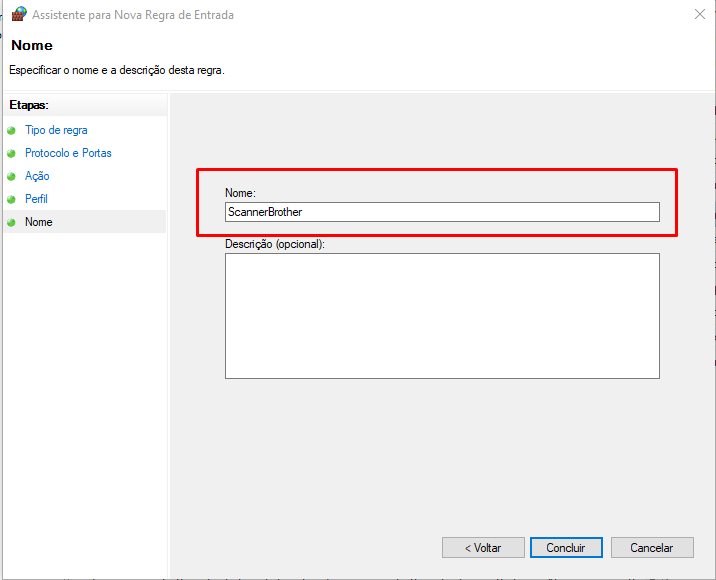 Assistente para Nova Regra de Entrada
Nome
Especificar o nome e a descrição desta regra.
Etapas:
Tipo de regra
Protocolo e Portas
Ação
Perfil
Nome
Nome:
ScannerBrother
Descrição (opcional):
< Voltar
Concluir
Cancelar